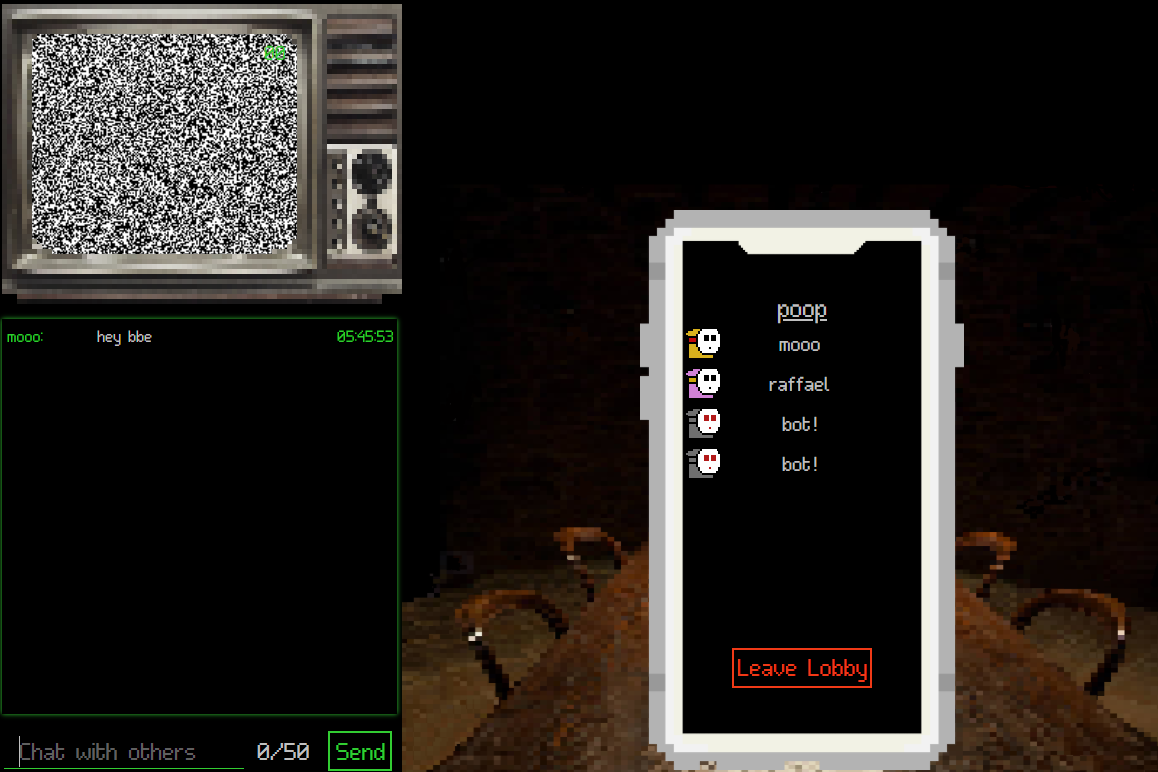 00
mooo: hey bbe 05:45:53
Chat with others 0/50 Send
poop
mooo
raffael
bot!
bot!
Leave Lobby